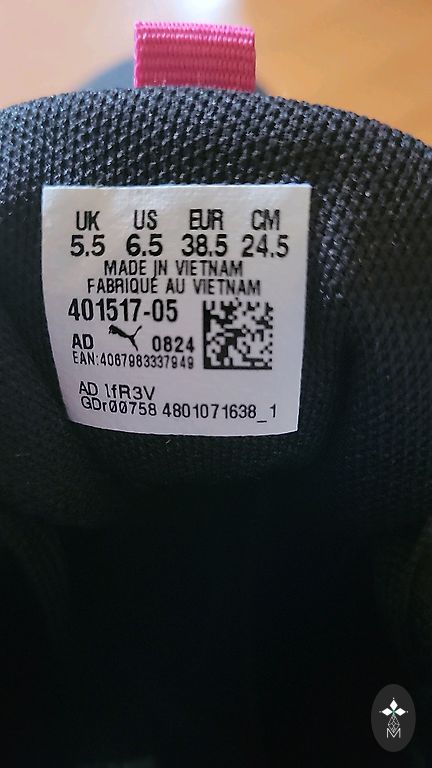 UK US EUR CM
5.5 6.5 38.5 24.5
MADE IN VIETNAM
FABRIQUÉ AU VIETNAM
401517-05
AD 0824
EAN:4067983337949
AD 1fR3V
GDr00758 4801071638_1
M